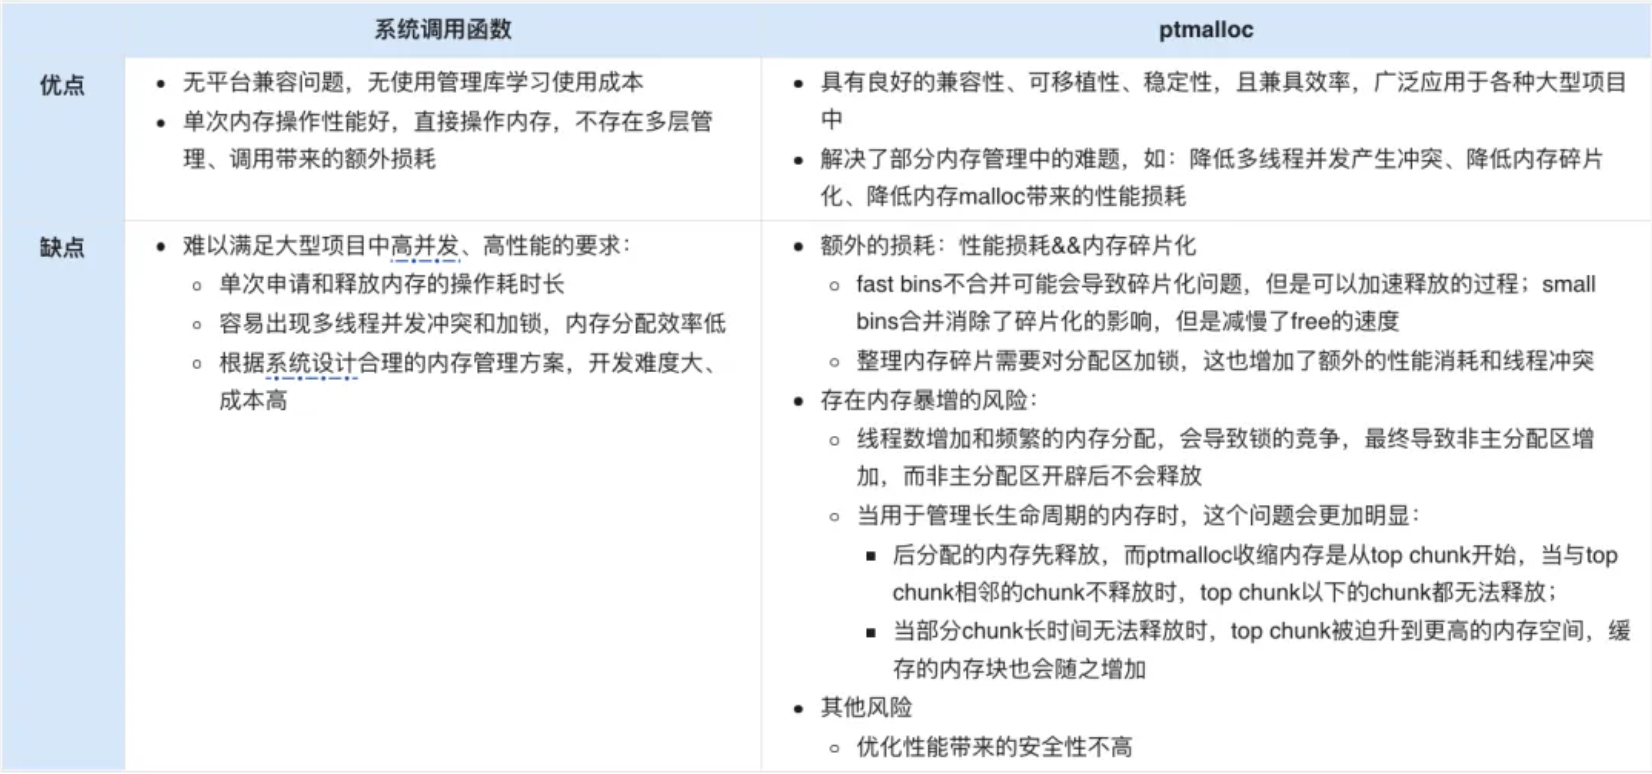 系统调用函数
ptmalloc
优点
无平台兼容问题，无使用管理库学习使用成本
单次内存操作性能好，直接操作内存，不存在多层管
理、调用带来的额外损耗
具有良好的兼容性、可移植性、稳定性，且兼具效率，广泛应用于各种大型项目
中
解决了部分内存管理中的难题，如：降低多线程并发产生冲突、降低内存碎片
化、降低内存malloc带来的性能损耗
缺点
难以满足大型项目中高并发、高性能的要求：
单次申请和释放内存的操作耗时长
容易出现多线程并发冲突和加锁，内存分配效率低
根据系统设计合理的内存管理方案，开发难度大、
成本高
额外的损耗：性能损耗&&内存碎片化
fast bins不合并可能会导致碎片化问题，但是可以加速释放的过程；small
bins合并消除了碎片化的影响，但是减慢了free的速度
整理内存碎片需要对分配区加锁，这也增加了额外的性能消耗和线程冲突
存在内存暴增的风险：
线程数增加和频繁的内存分配，会导致锁的竞争，最终导致非主分配区增
加，而非主分配区开辟后不会释放
当用于管理长生命周期的内存时，这个问题会更加明显：
后分配的内存先释放，而ptmalloc收缩内存是从top chunk开始，当与top
chunk相邻的chunk不释放时，top chunk以下的chunk都无法释放；
当部分chunk长时间无法释放时，top chunk被迫升到更高的内存空间，缓
存的内存块也会随之增加
其他风险
优化性能带来的安全性不高